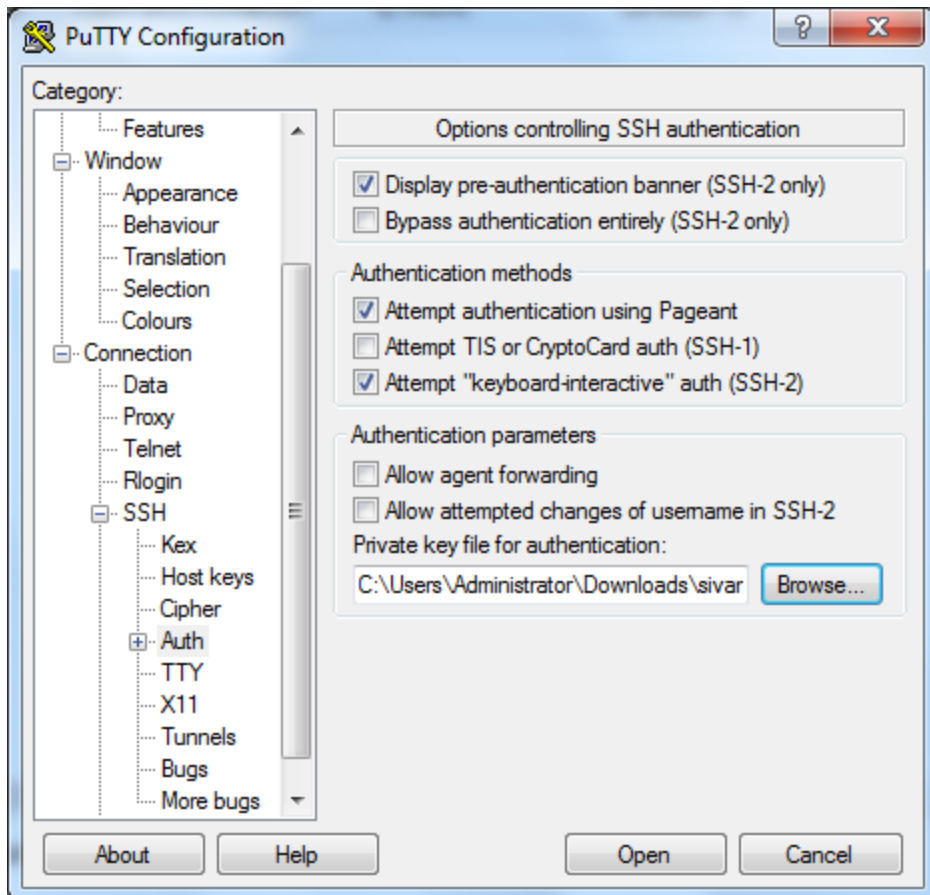 PuTTY Configuration
Category:
Features
Window
Appearance
Behaviour
Translation
Selection
Colours
Connection
Data
Proxy
Telnet
Rlogin
SSH
Kex
Host keys
Cipher
Auth
TTY
X11
Tunnels
Bugs
More bugs
Options controlling SSH authentication
Display pre-authentication banner (SSH-2 only)
Bypass authentication entirely (SSH-2 only)
Authentication methods
Attempt authentication using Pageant
Attempt TIS or CryptoCard auth (SSH-1)
Attempt "keyboard-interactive" auth (SSH-2)
Authentication parameters
Allow agent forwarding
Allow attempted changes of username in SSH-2
Private key file for authentication:
C:\Users\Administrator\Downloads\sivar Browse...
About Help Open Cancel